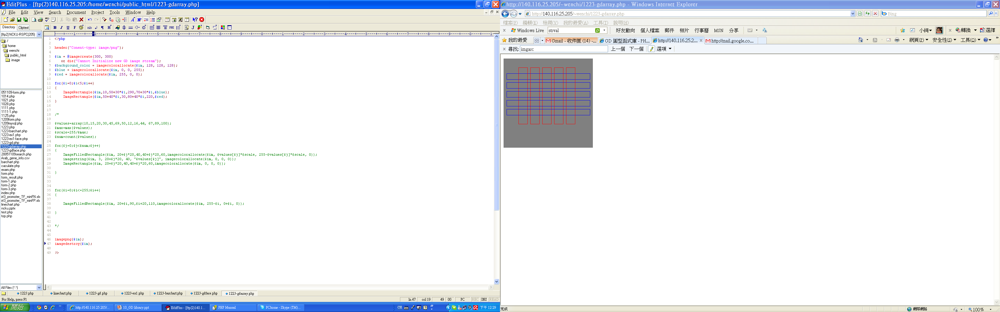 EditPlus - [ftp(2)140.116.25.205:/home/wenchi/public_html/1223-gdarray.php]
File Edit View Search Document Project Tools Window Help
Directory Cliptext
[ftp2] NCKU-RSPC(205)
/
home
wenchi
public_html
image
051109-form.php
1014.php
1021.php
1028.php
1111.php
1111-1.php
1125.php
1209form.php
1209mysql.php
1223.php
1223-barchart.php
1223-ex1.php
1223-ex1-face.php
1223-gd.php
1223-gdarray.php
1223-gdface.php
20051109search.php
Arab_gene_info.csv
barchart.php
caculate.php
exam.php
form.php
form_result.php
form-1.php
form-2.php
form-3.php
index.php
irt3_promoter_TF_minFN.xls
irt3_promoter_TF_minFP.xls
linechart.php
ncku.pptx
test.php
top.php
All Files (*.*)
1 <?php
2
3 header("Conent-type: image/png");
4
5 $im = @imagecreate(300, 300)
6 or die("Cannot Initialize new GD image stream");
7 $background_color = imagecolorallocate($im, 128, 128, 128);
8 $blue = imagecolorallocate($im, 0, 0, 255);
9 $red = imagecolorallocate($im, 255, 0, 0);
10
11 for($i=0;$i<5;$i++)
12 {
13 ImageRectangle($im,10,50+30*$i,290,70+30*$i,$blue);
14 ImageRectangle($im,50+40*$i,30,80+40*$i,220,$red);
15 }
16
17
18 /*
19
20 $values=array(10,15,20,30,45,69,50,12,16,44, 67,89,100);
21 $max=max($values);
22 $scale=255/$max;
23 $num=count($values);
24
25 for($j=0;$j<$num;$j++)
26 {
27 ImageFilledRectangle($im, 20+$j*20,40,40+$j*20,60,imagecolorallocate($im, $values[$j]*$scale, 255-$values[$j]*$scale, 0));
28 imagestring($im, 3, 20+$j*20, 40, "$values[$j]", imagecolorallocate($im, 0, 0, 0));
29 ImageRectangle($im, 20+$j*20,40,40+$j*20,60,imagecolorallocate($im, 0, 0, 0));
30
31 }
32
33
34
35 for($i=0;$i<=255;$i++)
36 {
37
38 ImageFilledRectangle($im, 20+$i,90,$i+20,110,imagecolorallocate($im, 255-$i, 0+$i, 0));
39
40 }
41
42
43 */
44
45
46 imagepng($im);
47 imagedestroy($im);
48
49 ?>
1223.php linechart.php 1223-gd.php 1223-ex1.php 1223-barchart.php 1223-gdface.php 1223-gdarray.php
For Help, press F1 ln 47 col 19 49 00 PC REC INS READ
開始 http://140.116.25.205/... 10_GD library.ppt EditPlus - [ftp(2)140.1... PHP Manual PChome - Skype (TM)... CH 下午 12:29
http://140.116.25.205/~wenchi/1223-gdarray.php - Windows Internet Explorer
http://140.116.25.205/~wenchi/1223-gdarray.php Bing
檔案(F) 編輯(E) 檢視(V) 我的最愛(A) 工具(T) 說明(H)
Windows Live strval 好友動向 個人檔案 郵件 相片 行事曆 MSN 分享 小綺 轉換 選擇
我的最愛 Gmail - 收件匣 (14) -... GD 圖型函式庫 - PH... http://140.116.25.2... http://mail.google.co... 網頁(P) 安全性(S) 工具(O)
尋找: imgarc 上一個 下一個 選項
完成 網際網路 100%